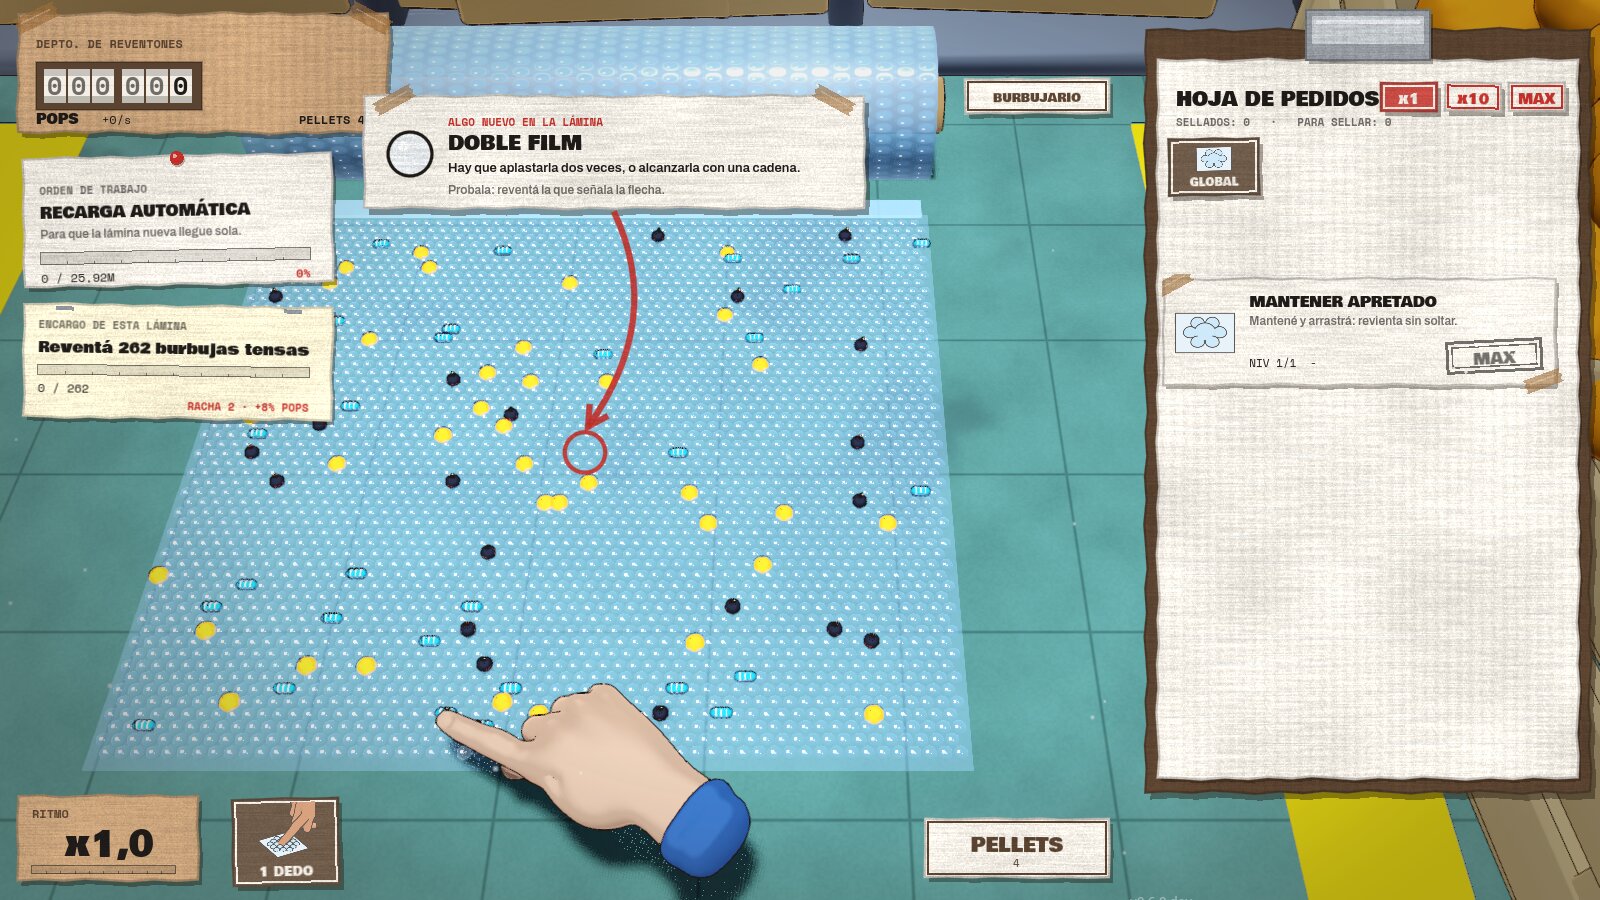 DEPTO. DE REVENTONES
000 000
POPS +0/s PELLETS 4
ORDEN DE TRABAJO
RECARGA AUTOMÁTICA
Para que la lámina nueva llegue sola.
0 / 25.92M 0%
ENCARGO DE ESTA LÁMINA
Reventá 262 burbujas tensas
0 / 262
RACHA 2 · +8% POPS
ALGO NUEVO EN LA LÁMINA
DOBLE FILM
Hay que aplastarla dos veces, o alcanzarla con una cadena.
Probala: reventá la que señala la flecha.
BURBUJARIO
HOJA DE PEDIDOS x1 x10 MAX
SELLADOS: 0 · PARA SELLAR: 0
GLOBAL
MANTENER APRETADO
Mantené y arrastrá: revienta sin soltar.
NIV 1/1 -
MAX
RITMO
x1,0
1 DEDO
PELLETS
4